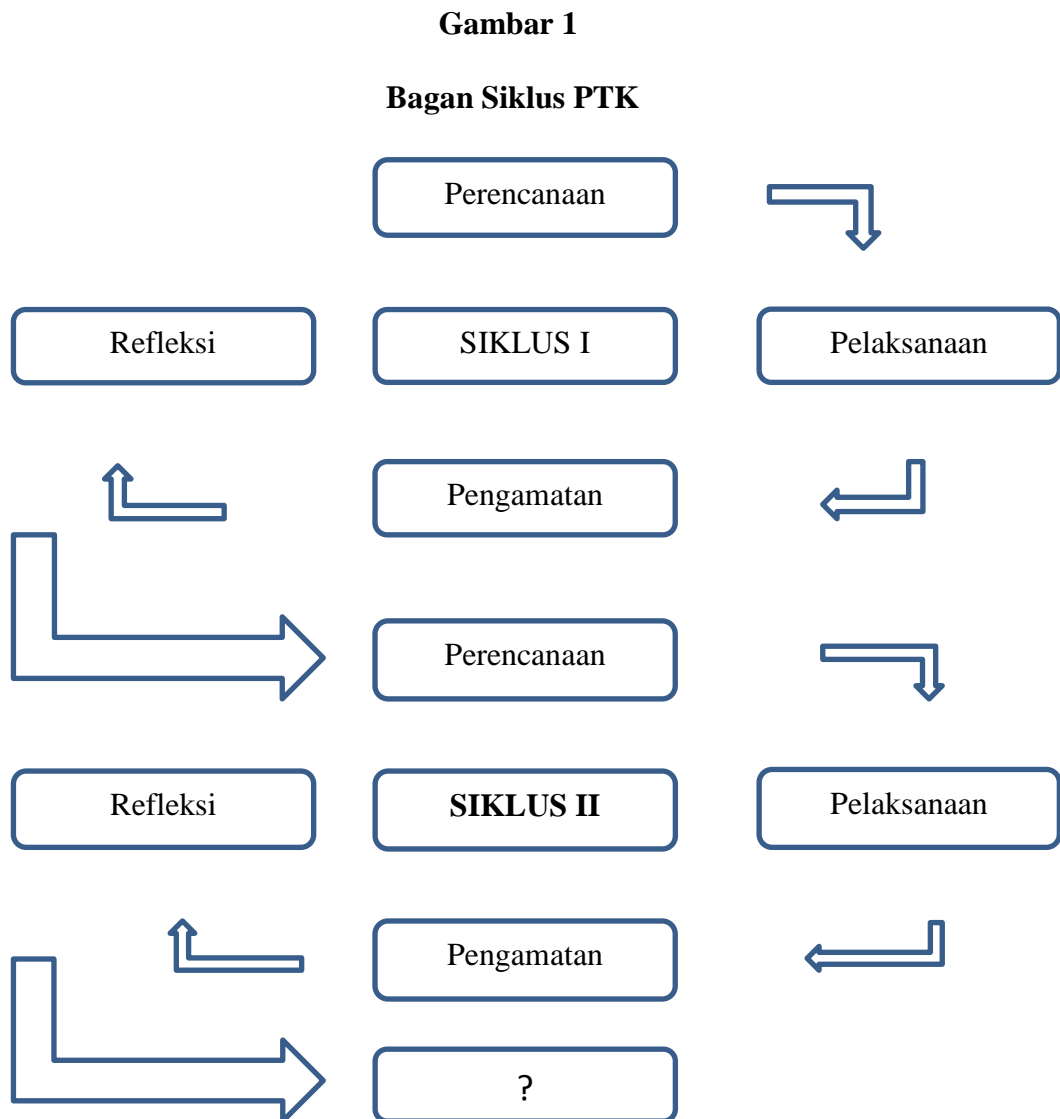 Gambar 1
Bagan Siklus PTK
Perencanaan
Refleksi
SIKLUS I
Pelaksanaan
Pengamatan
Perencanaan
Refleksi
SIKLUS II
Pelaksanaan
Pengamatan
?